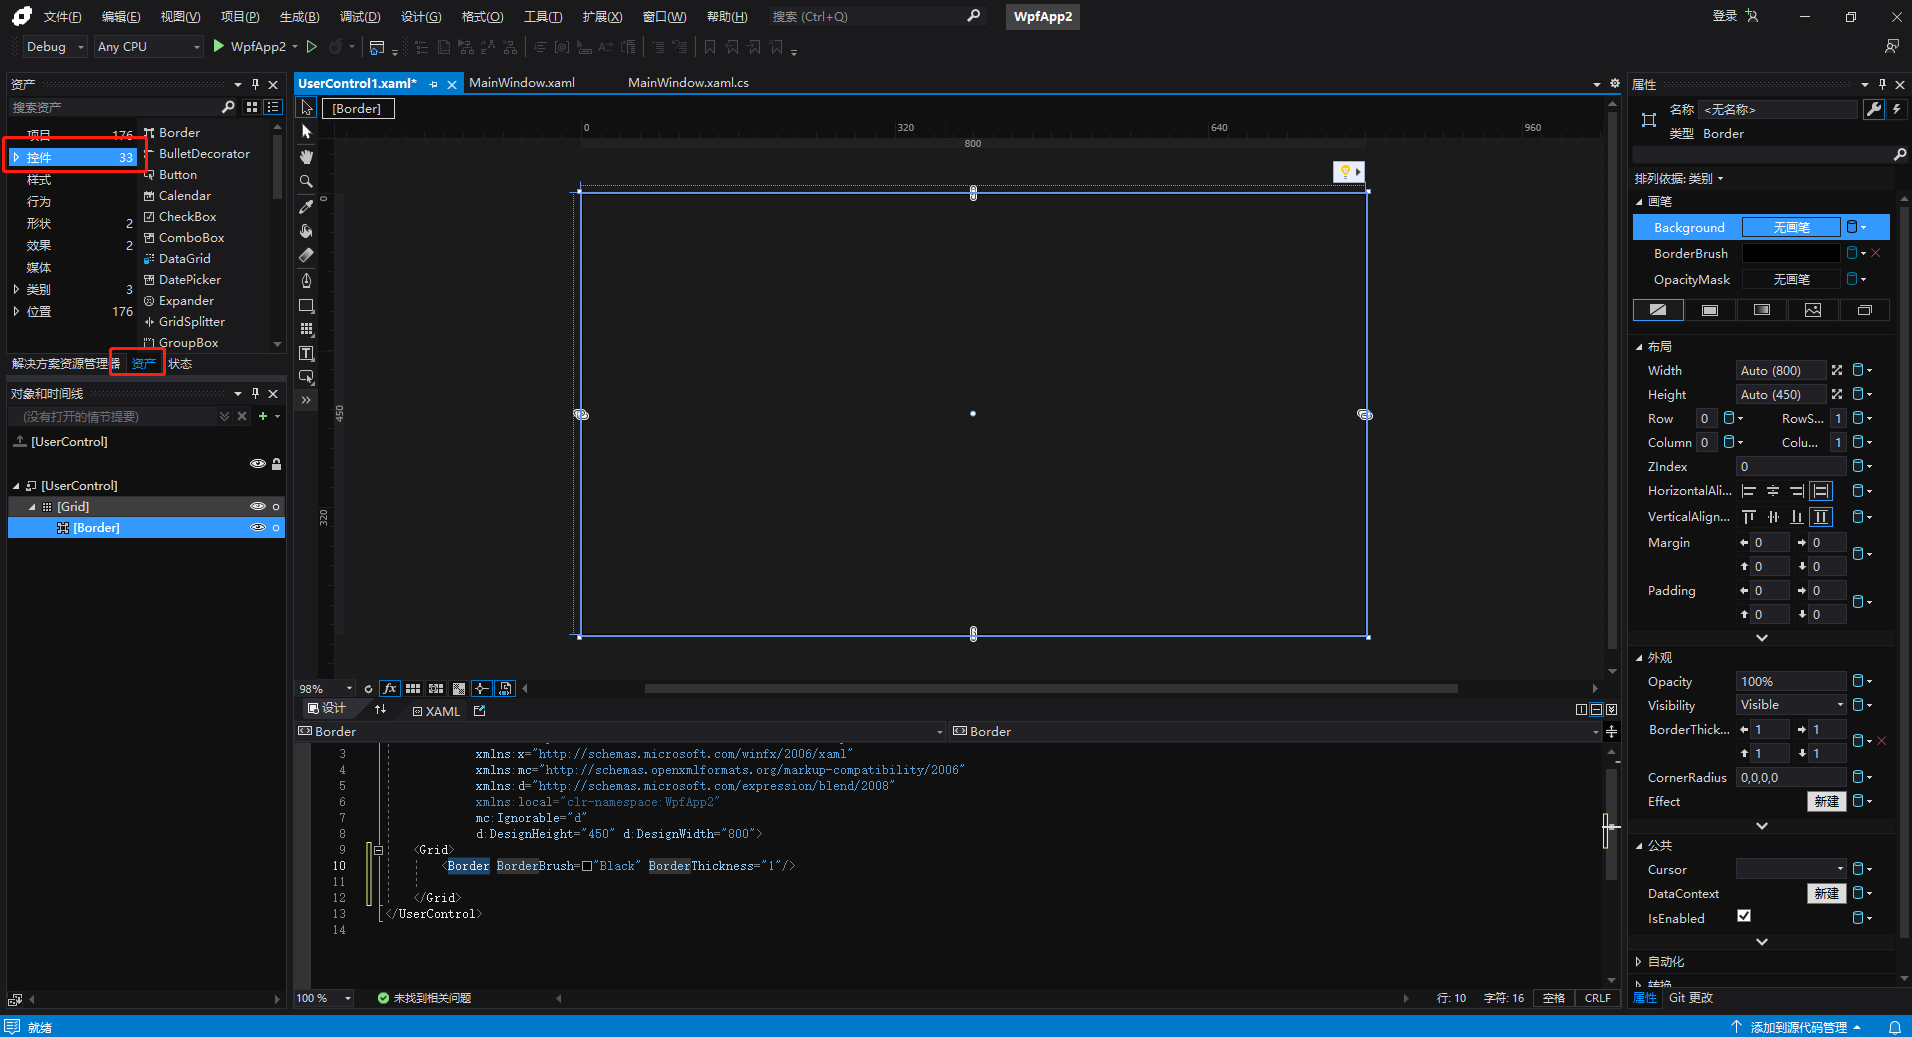 文件(F) 编辑(E) 视图(V) 项目(P) 生成(B) 调试(D) 设计(G) 格式(O) 工具(T) 扩展(X) 窗口(W) 帮助(H) 搜索 (Ctrl+Q) WpfApp2 登录
Debug Any CPU WpfApp2
资产
搜索资产
项目 176
控件 33
样式
行为
形状 2
效果 2
媒体
类别 3
位置 176
Border
BulletDecorator
Button
Calendar
CheckBox
ComboBox
DataGrid
DatePicker
Expander
GridSplitter
GroupBox
解决方案资源管理器 资产 状态
对象和时间线
(没有打开的情节提要)
[UserControl]
[UserControl]
[Grid]
[Border]
UserControl1.xaml* MainWindow.xaml MainWindow.xaml.cs
[Border]
0 320 640 960
800
0
450
320
98% fx
设计 XAML
Border Border
3 xmlns:x="http://schemas.microsoft.com/winfx/2006/xaml"
4 xmlns:mc="http://schemas.openxmlformats.org/markup-compatibility/2006"
5 xmlns:d="http://schemas.microsoft.com/expression/blend/2008"
6 xmlns:local="clr-namespace:WpfApp2"
7 mc:Ignorable="d"
8 d:DesignHeight="450" d:DesignWidth="800">
9 <Grid>
10 <Border BorderBrush="Black" BorderThickness="1"/>
11
12 </Grid>
13 </UserControl>
14
100 % 未找到相关问题 行: 10 字符: 16 空格 CRLF
属性
名称 <无名称>
类型 Border
排列依据: 类别
画笔
Background 无画笔
BorderBrush
OpacityMask 无画笔
布局
Width Auto (800)
Height Auto (450)
Row 0 RowS... 1
Column 0 Colu... 1
ZIndex 0
HorizontalAli...
VerticalAlign...
Margin 0 0
0 0
Padding 0 0
0 0
外观
Opacity 100%
Visibility Visible
BorderThick... 1 1
1 1
CornerRadius 0,0,0,0
Effect 新建
公共
Cursor
DataContext 新建
IsEnabled
自动化
转换
属性 Git 更改
就绪 添加到源代码管理